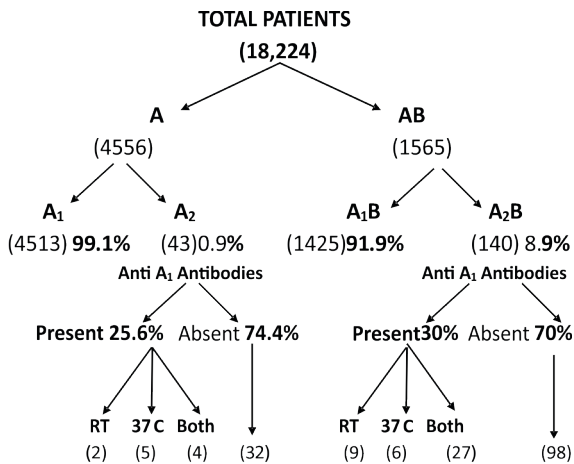 TOTAL PATIENTS
(18,224)
A AB
(4556) (1565)
A₁ A₂ A₁B A₂B
(4513) 99.1% (43)0.9% (1425)91.9% (140) 8.9%
Anti A₁ Antibodies Anti A₁ Antibodies
Present 25.6% Absent 74.4% Present30% Absent 70%
RT 37 C Both RT 37 C Both
(2) (5) (4) (32) (9) (6) (27) (98)